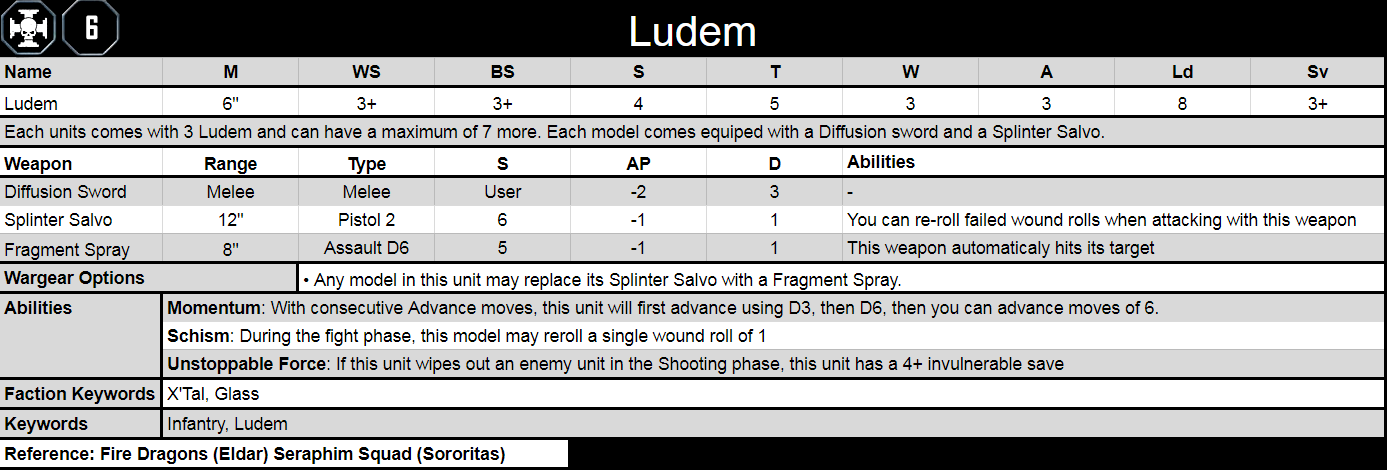 6
Ludem
Name M WS BS S T W A Ld Sv
Ludem 6" 3+ 3+ 4 5 3 3 8 3+
Each units comes with 3 Ludem and can have a maximum of 7 more. Each model comes equiped with a Diffusion sword and a Splinter Salvo.
Weapon Range Type S AP D Abilities
Diffusion Sword Melee Melee User -2 3 -
Splinter Salvo 12" Pistol 2 6 -1 1 You can re-roll failed wound rolls when attacking with this weapon
Fragment Spray 8" Assault D6 5 -1 1 This weapon automaticaly hits its target
Wargear Options • Any model in this unit may replace its Splinter Salvo with a Fragment Spray.
Abilities Momentum: With consecutive Advance moves, this unit will first advance using D3, then D6, then you can advance moves of 6.
Schism: During the fight phase, this model may reroll a single wound roll of 1
Unstoppable Force: If this unit wipes out an enemy unit in the Shooting phase, this unit has a 4+ invulnerable save
Faction Keywords X'Tal, Glass
Keywords Infantry, Ludem
Reference: Fire Dragons (Eldar) Seraphim Squad (Sororitas)